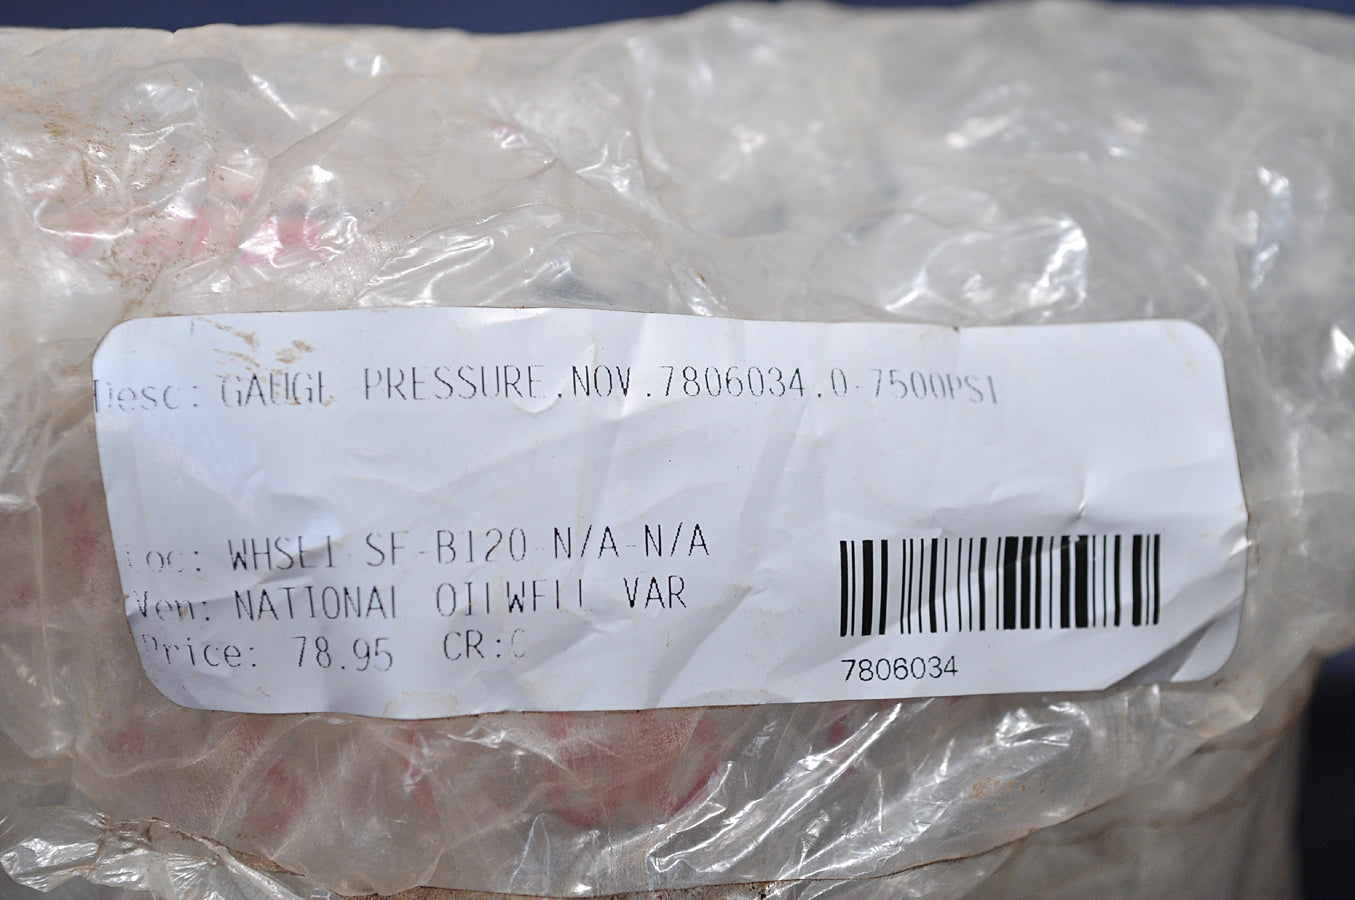 Desc: GAUGE PRESSURE.NOV.7806034.0-7500PSI
Loc: WHSE1-SF-B120-N/A-N/A
Ven: NATIONAL OILWELL VAR
Price: 78.95 CR:C
7806034